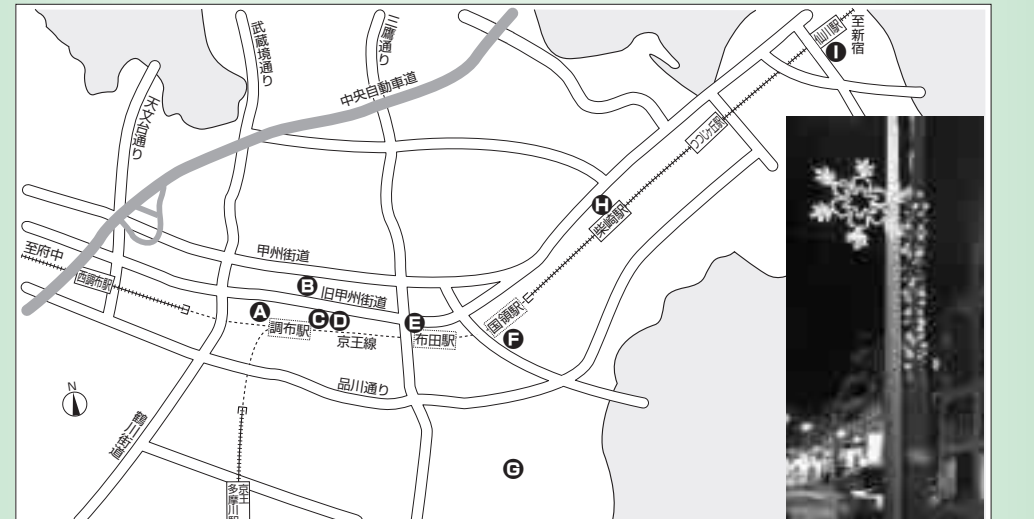 武蔵境通り
三鷹通り
天文台通り
中央自動車道
仙川駅
至新宿
I
つつじヶ丘駅
H
柴崎駅
甲州街道
B
旧甲州街道
至府中
西調布駅
A
C
D
E
調布駅
京王線
布田駅
国領駅
F
品川通り
N
鶴川街道
G
京王
多摩川駅